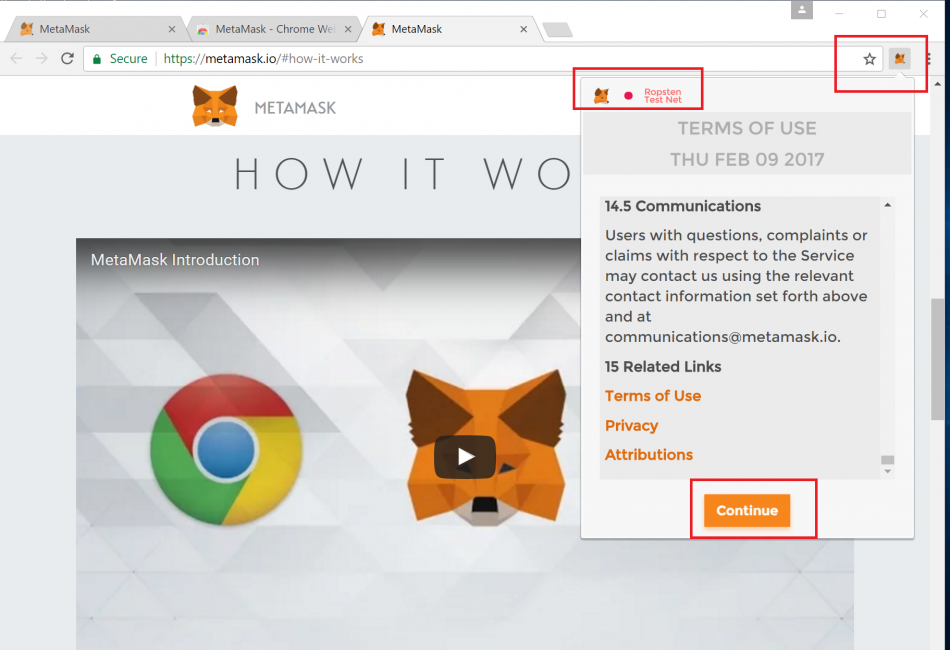 MetaMask
MetaMask - Chrome We
MetaMask
Secure
https://metamask.io/#how-it-works
METAMASK
HOW IT WO
MetaMask Introduction
Ropsten
Test Net
TERMS OF USE
THU FEB 09 2017
14.5 Communications
Users with questions, complaints or
claims with respect to the Service
may contact us using the relevant
contact information set forth above
and at
communications@metamask.io.
15 Related Links
Terms of Use
Privacy
Attributions
Continue